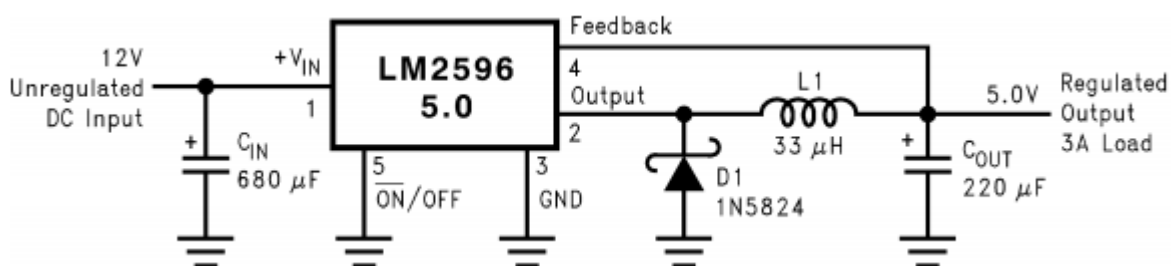 12V
Unregulated
DC Input
+V_IN
1
C_IN
+
680 μF
LM2596
5.0
5
O̅N̅/OFF
3
GND
Feedback
4
Output
2
D1
1N5824
L1
33 μH
5.0V
+
C_OUT
220 μF
Regulated
Output
3A Load